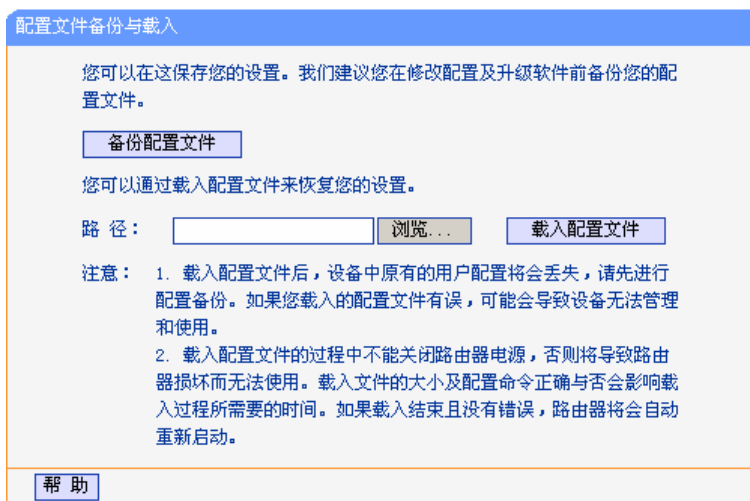 配置文件备份与载入
您可以在这保存您的设置。我们建议您在修改配置及升级软件前备份您的配
置文件。
备份配置文件
您可以通过载入配置文件来恢复您的设置。
路 径： 浏览... 载入配置文件
注意： 1. 载入配置文件后，设备中原有的用户配置将会丢失，请先进行
配置备份。如果您载入的配置文件有误，可能会导致设备无法管理
和使用。
2. 载入配置文件的过程中不能关闭路由器电源，否则将导致路由
器损坏而无法使用。载入文件的大小及配置命令正确与否会影响载
入过程所需要的时间。如果载入结束且没有错误，路由器将会自动
重新启动。
帮 助